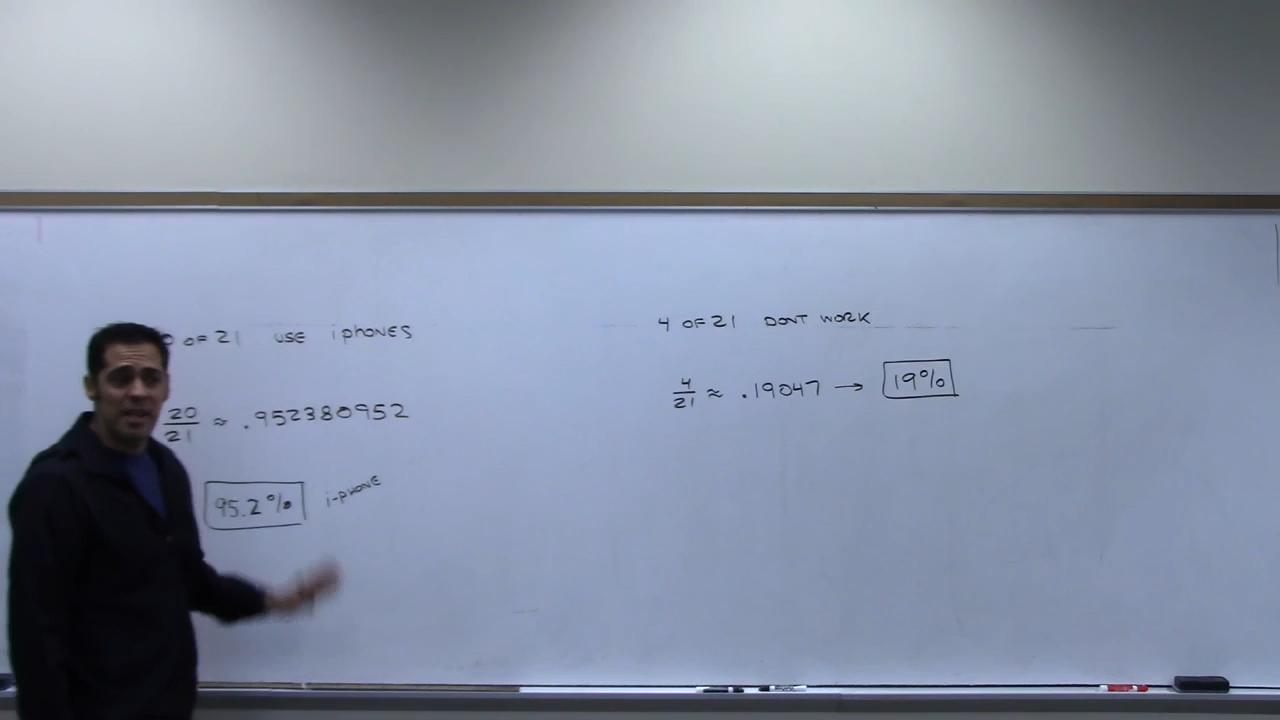 0 OF 21 USE iPHONES
20/21 ≈ .952380952
95.2% i-PHONE
4 OF 21 DONT WORK
4/21 ≈ .19047 → 19%